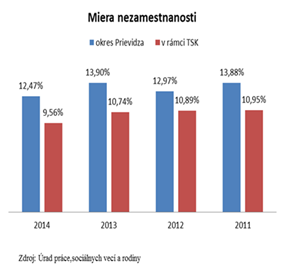 Miera nezamestnanosti
okres Prievidza v rámci TSK
12,47% 9,56% 13,90% 10,74% 12,97% 10,89% 13,88% 10,95%
2014 2013 2012 2011
Zdroj: Úrad práce,sociálnych vecí a rodiny